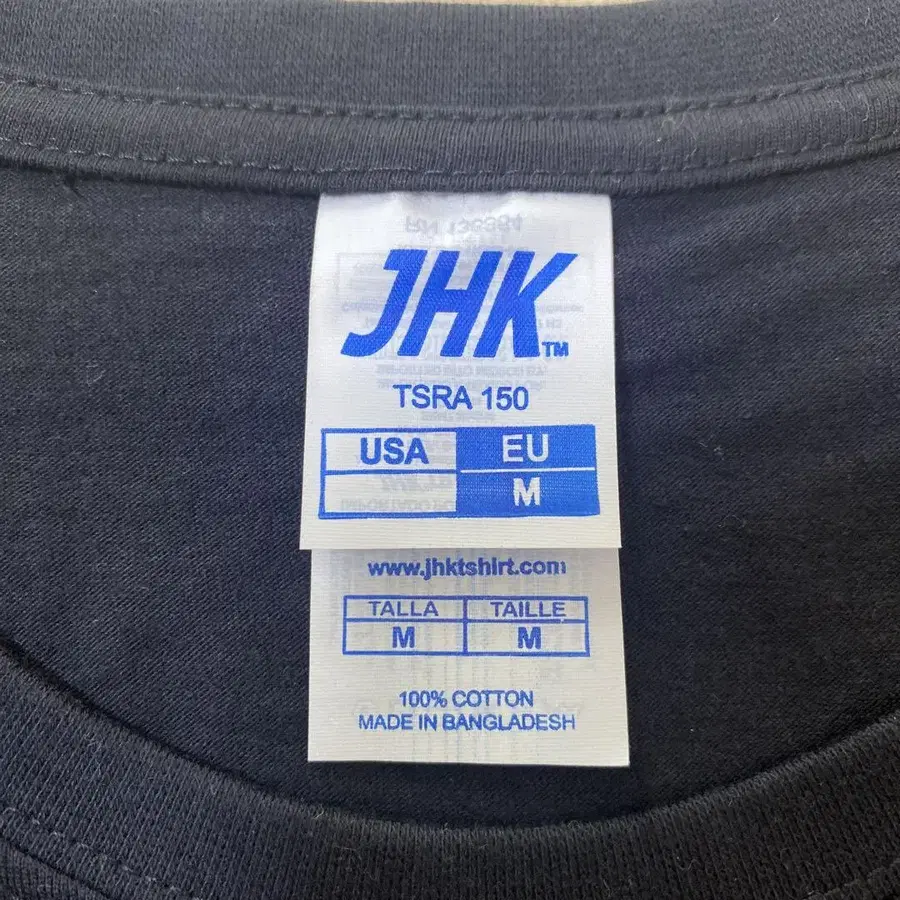 JHK™
TSRA 150
USA EU
M
www.jhktshirt.com
TALLA TAILLE
M M
100% COTTON
MADE IN BANGLADESH